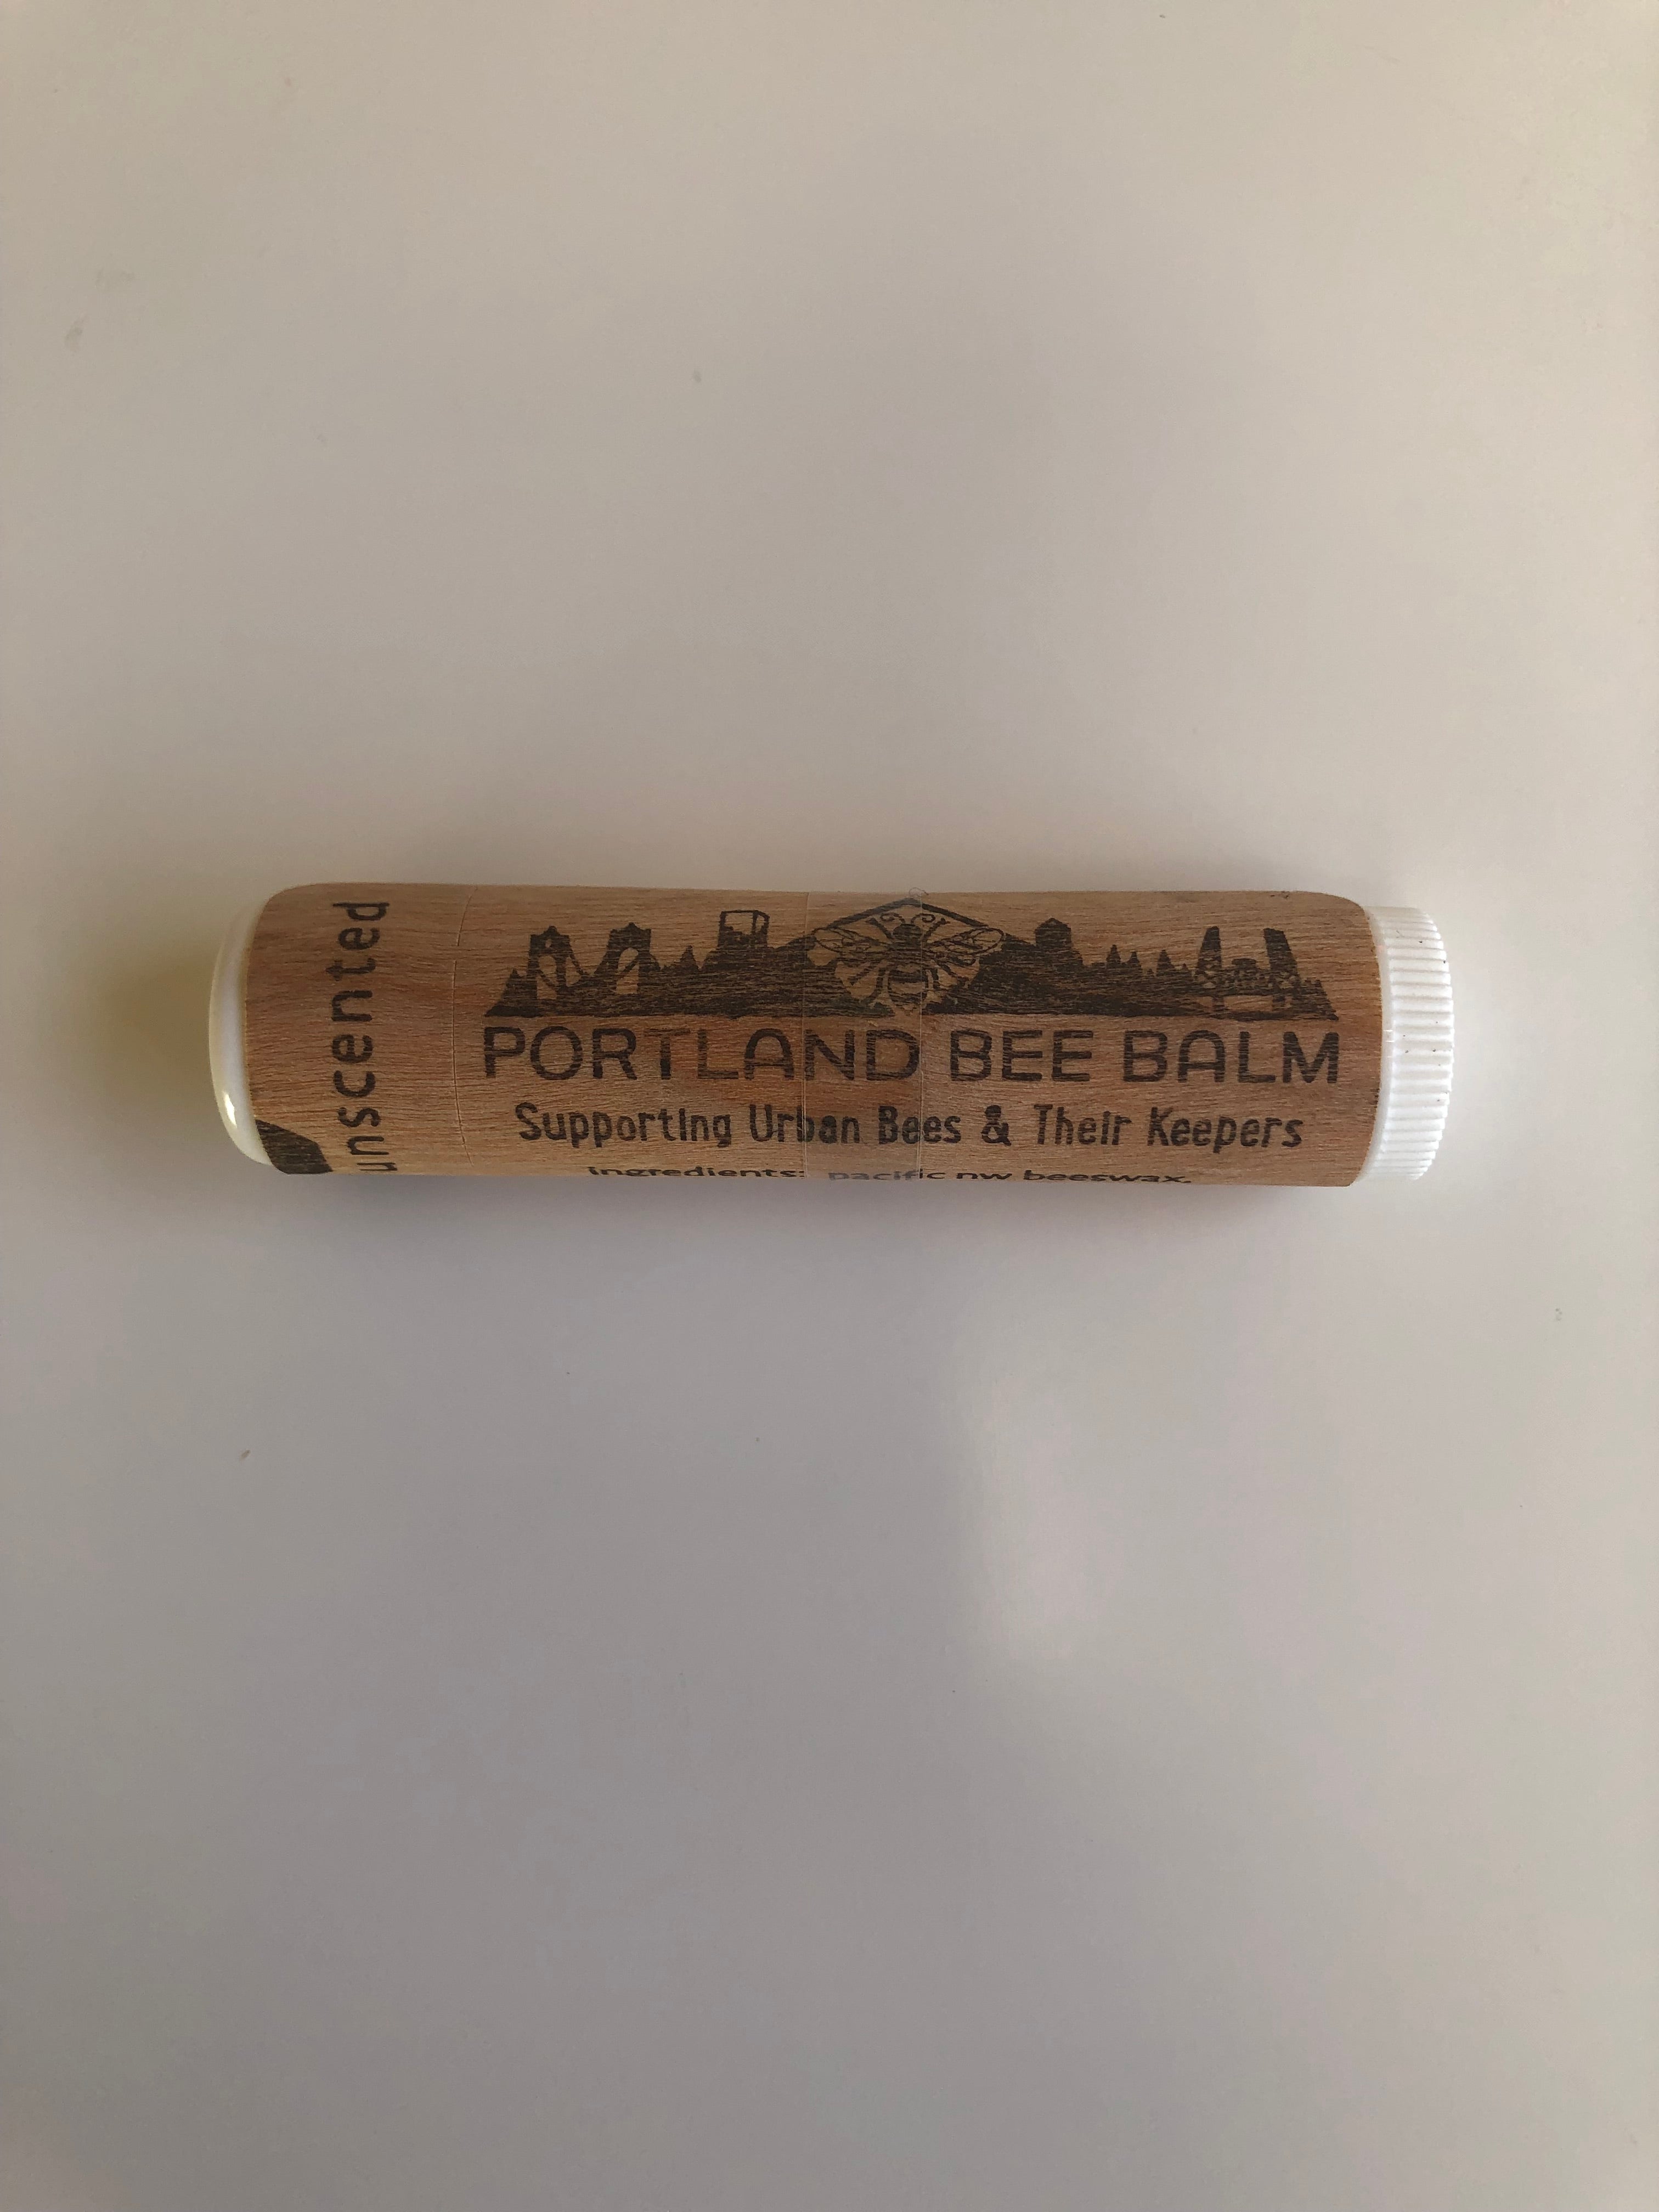 unscented
PORTLAND BEE BALM
Supporting Urban Bees & Their Keepers
ingredients: pacific nw beeswax,